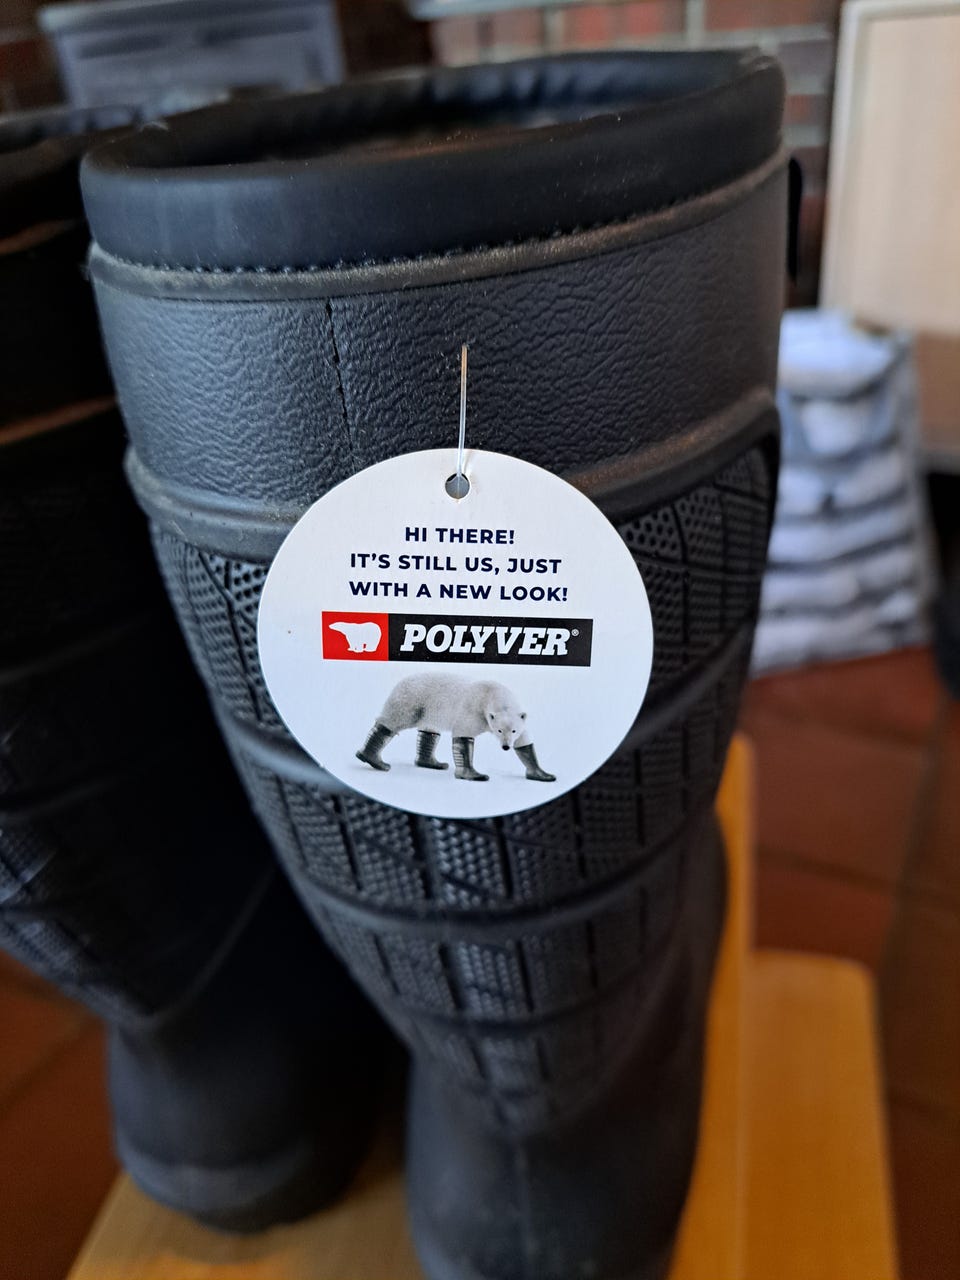 HI THERE!
IT'S STILL US, JUST
WITH A NEW LOOK!
POLYVER®